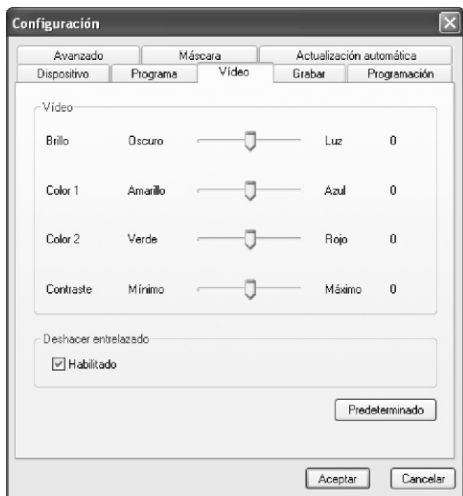 Configuración
Avanzado Máscara Actualización automática
Dispositivo Programa Vídeo Grabar Programación
Vídeo
Brillo Oscuro Luz 0
Color 1 Amarillo Azul 0
Color 2 Verde Rojo 0
Contraste Mínimo Máximo 0
Deshacer entrelazado
Habilitado
Predeterminado
Aceptar Cancelar